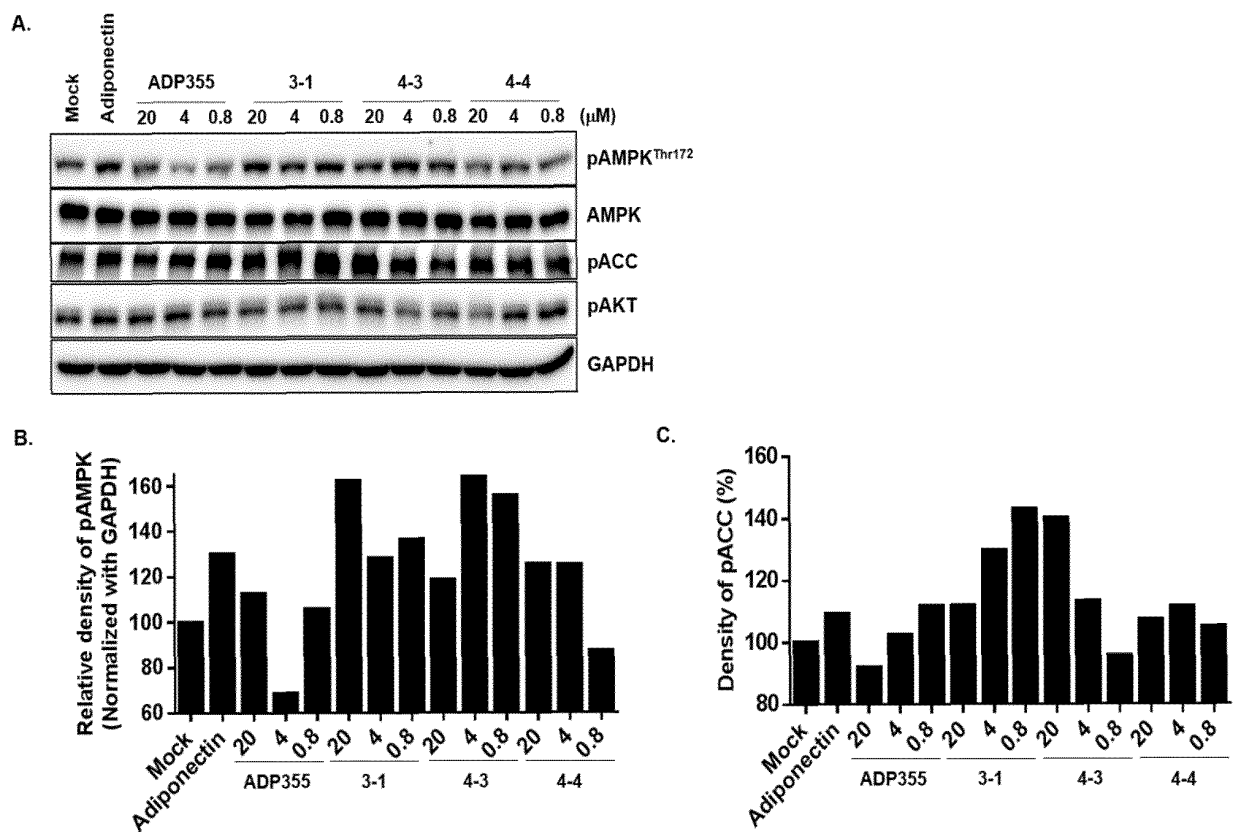 A.
Mock
Adiponectin
ADP355 3-1 4-3 4-4
20 4 0.8 20 4 0.8 20 4 0.8 20 4 0.8 (μM)
pAMPKThr172
AMPK
pACC
pAKT
GAPDH
B.
Relative density of pAMPK
(Normalized with GAPDH)
160
140
120
100
80
60
Mock
Adiponectin
20 4 0.8 20 4 0.8 20 4 0.8 20 4 0.8
ADP355 3-1 4-3 4-4
C.
Density of pACC (%)
160
140
120
100
80
Mock
Adiponectin
20 4 0.8 20 4 0.8 20 4 0.8 20 4 0.8
ADP355 3-1 4-3 4-4